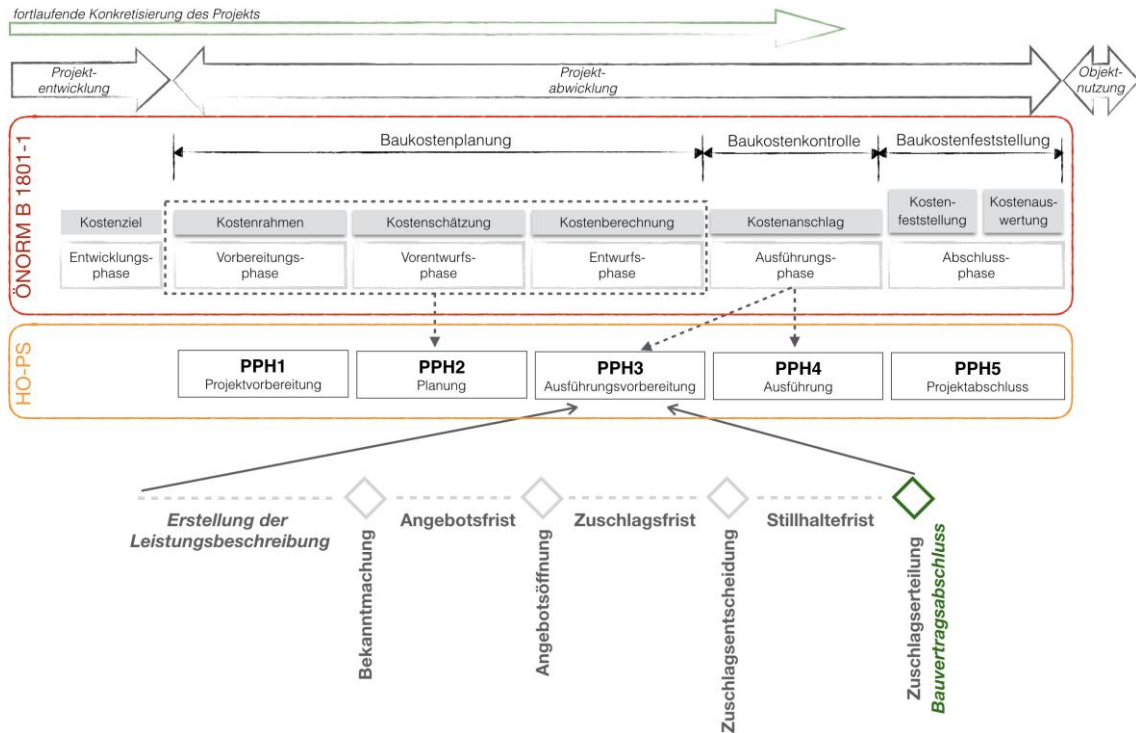 fortlaufende Konkretisierung des Projekts
Projekt-
entwicklung
Projekt-
abwicklung
Objekt-
nutzung
ÖNORM B 1801-1
Baukostenplanung
Baukostenkontrolle
Baukostenfeststellung
Kostenziel
Kostenrahmen
Kostenschätzung
Kostenberechnung
Kostenanschlag
Kosten-
feststellung
Kostenaus-
wertung
Entwicklungs-
phase
Vorbereitungs-
phase
Vorentwurfs-
phase
Entwurfs-
phase
Ausführungs-
phase
Abschluss-
phase
HO-PS
PPH1
Projektvorbereitung
PPH2
Planung
PPH3
Ausführungsvorbereitung
PPH4
Ausführung
PPH5
Projektabschluss
Erstellung der
Leistungsbeschreibung
Bekanntmachung
Angebotsfrist
Angebotsöffnung
Zuschlagsfrist
Zuschlagsentscheidung
Stillhaltefrist
Zuschlagserteilung
Bauvertragsabschluss